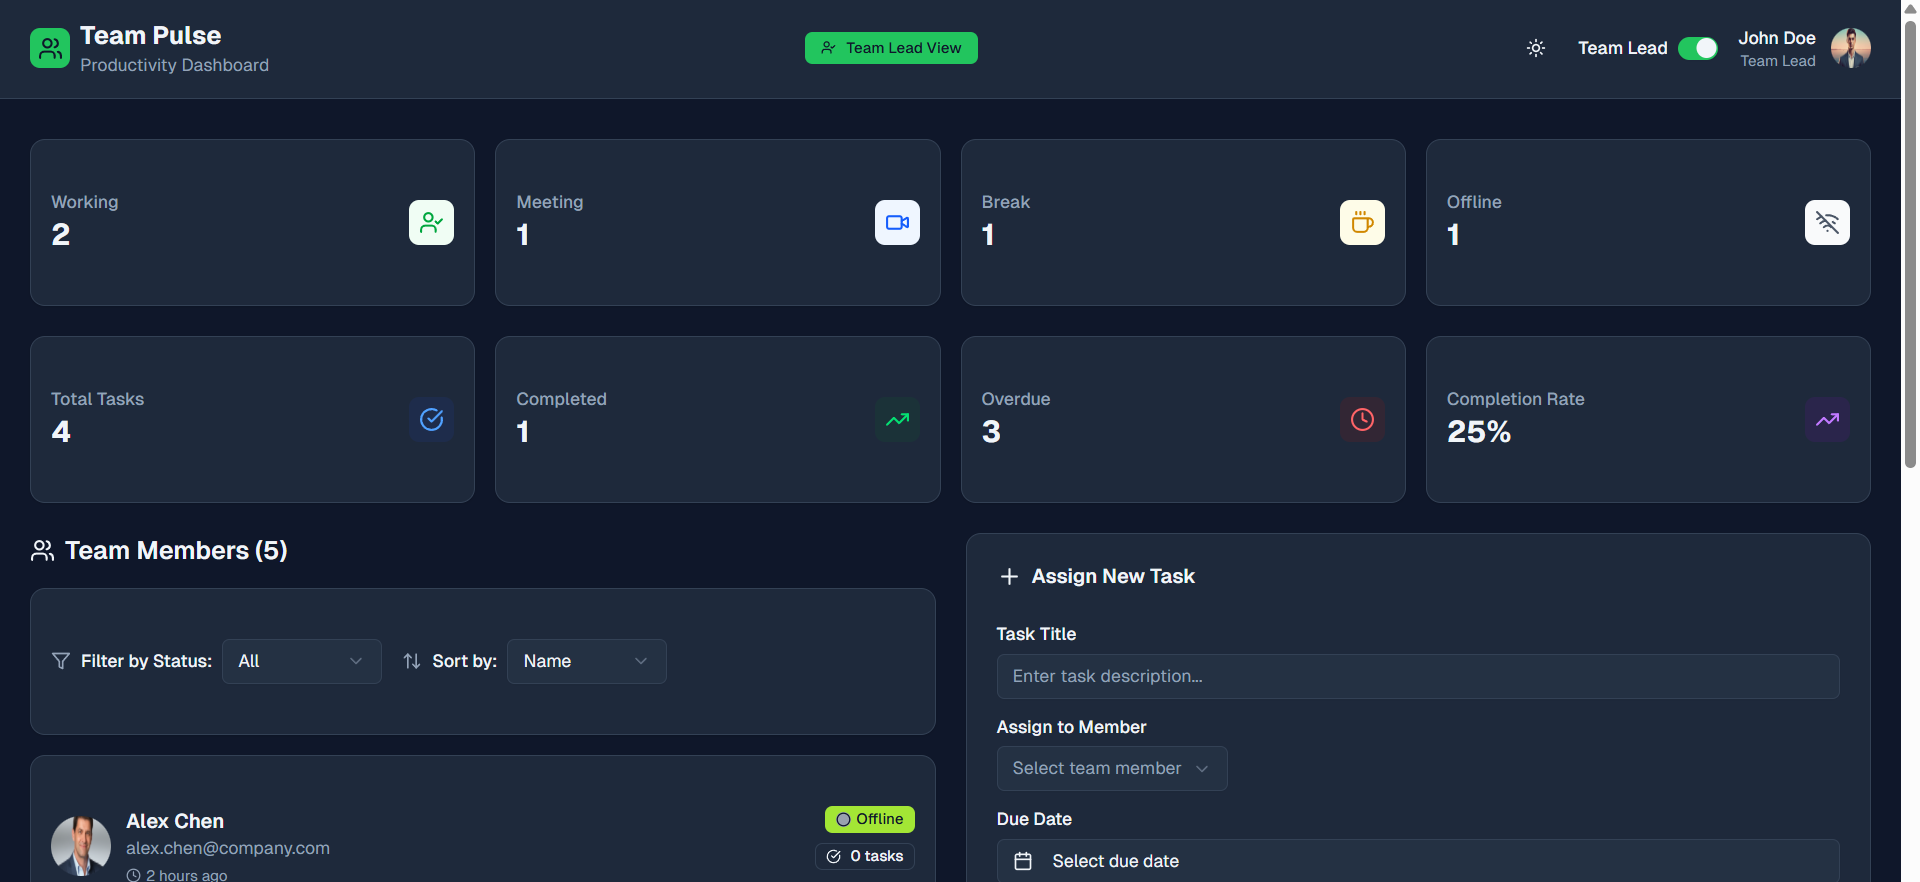 Team Pulse
Productivity Dashboard
Team Lead View
Team Lead
John Doe
Team Lead
Working
2
Meeting
1
Break
1
Offline
1
Total Tasks
4
Completed
1
Overdue
3
Completion Rate
25%
Team Members (5)
Filter by Status: All Sort by: Name
Alex Chen
alex.chen@company.com
2 hours ago
Offline
0 tasks
Assign New Task
Task Title
Enter task description...
Assign to Member
Select team member
Due Date
Select due date